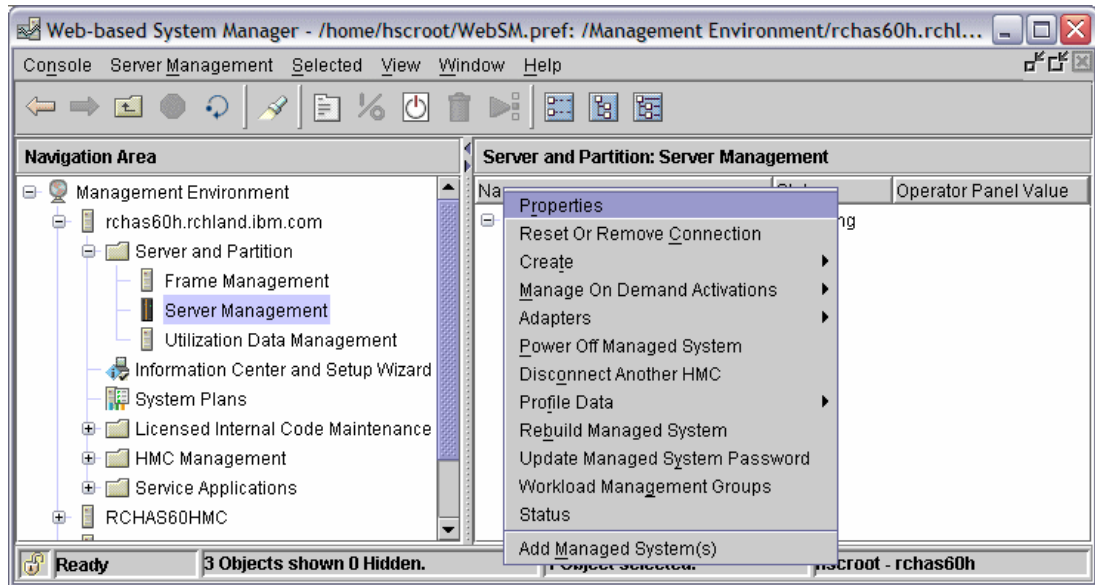 Web-based System Manager - /home/hscroot/WebSM.pref: /Management Environment/rchas60h.rchl...
Console Server Management Selected View Window Help
Navigation Area
Management Environment
rchas60h.rchland.ibm.com
Server and Partition
Frame Management
Server Management
Utilization Data Management
Information Center and Setup Wizard
System Plans
Licensed Internal Code Maintenance
HMC Management
Service Applications
RCHAS60HMC
Server and Partition: Server Management
Operator Panel Value
Properties
Reset Or Remove Connection
Create
Manage On Demand Activations
Adapters
Power Off Managed System
Disconnect Another HMC
Profile Data
Rebuild Managed System
Update Managed System Password
Workload Management Groups
Status
Add Managed System(s)
Ready
3 Objects shown 0 Hidden.
hscroot - rchas60h